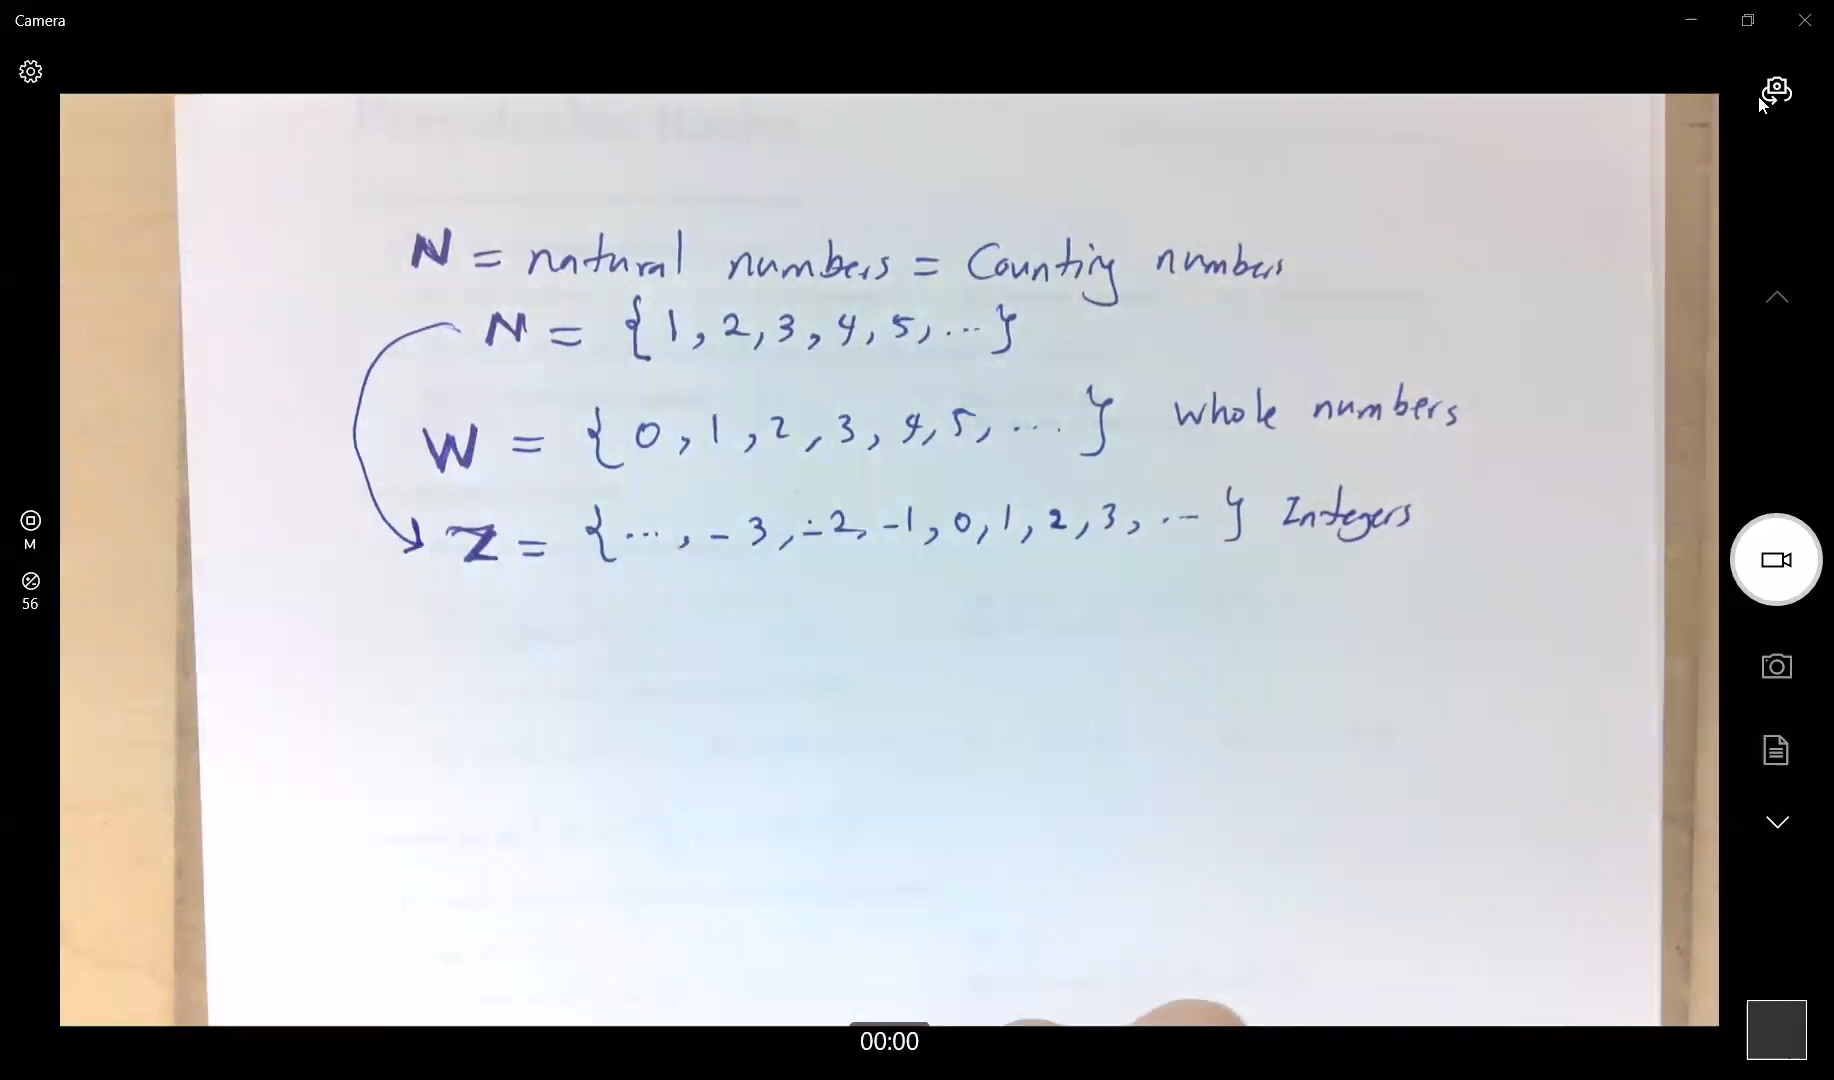 Camera
N = natural numbers = Counting numbers
N = { 1, 2, 3, 4, 5, ... }
W = { 0, 1, 2, 3, 4, 5, .... } whole numbers
Z = { ..., -3, -2, -1, 0, 1, 2, 3, ... } Integers
M
56
00:00